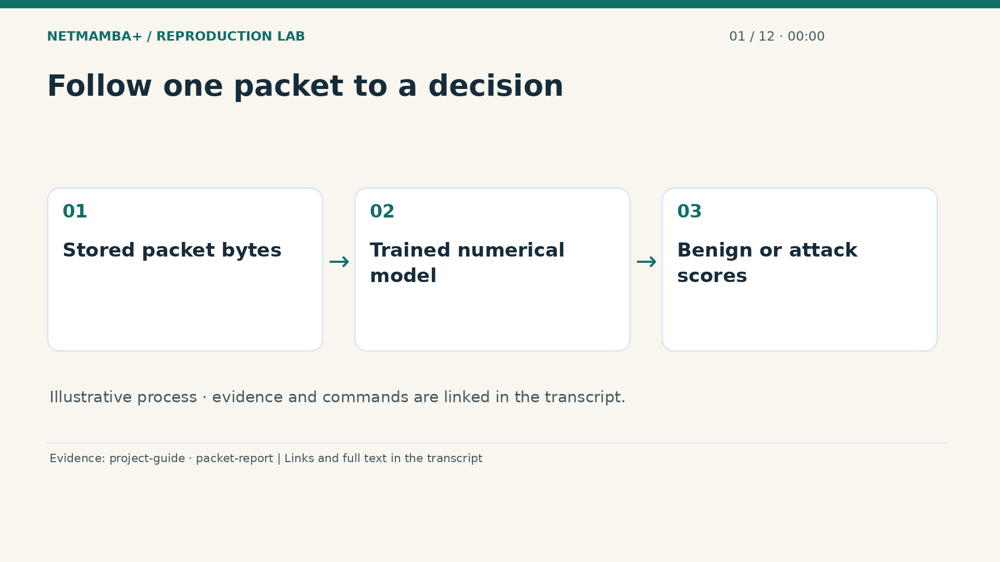 NETMAMBA+ / REPRODUCTION LAB
01 / 12 · 00:00
Follow one packet to a decision
01
Stored packet bytes
→
02
Trained numerical
model
→
03
Benign or attack
scores
Illustrative process · evidence and commands are linked in the transcript.
Evidence: project-guide · packet-report | Links and full text in the transcript